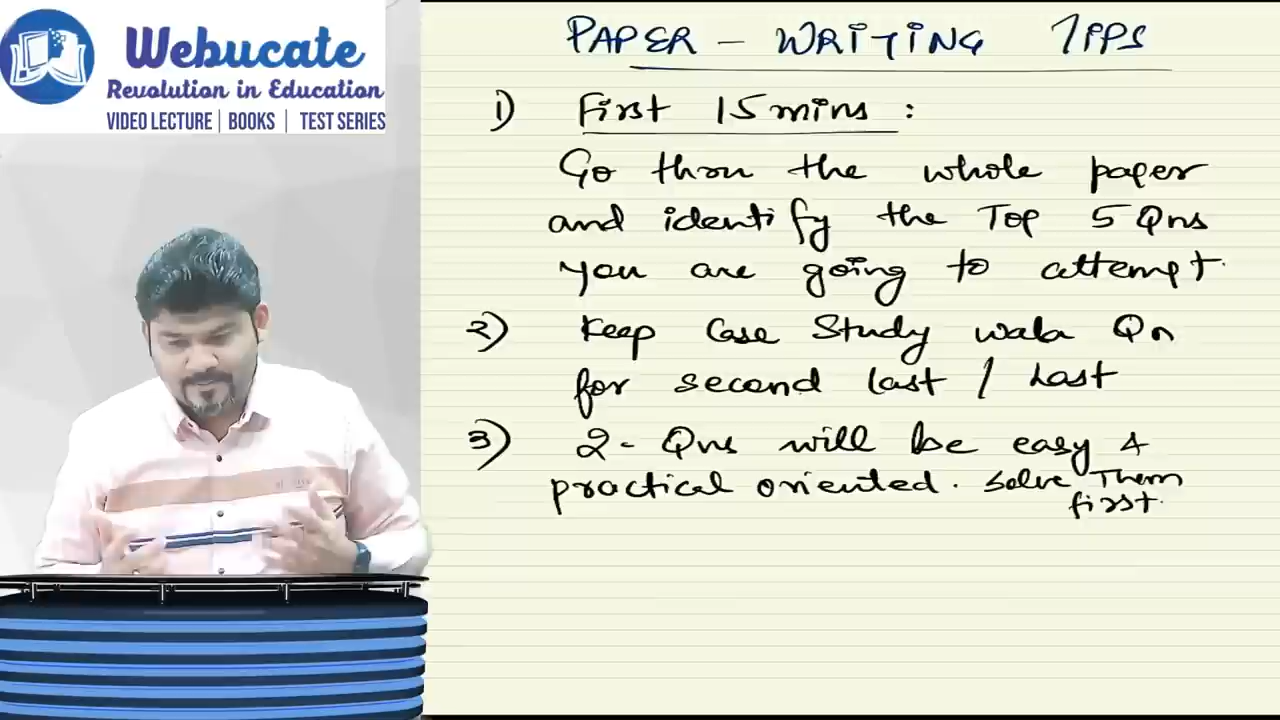 Webucate
Revolution in Education
VIDEO LECTURE | BOOKS | TEST SERIES
PAPER - WRITING TIPS
1) First 15 mins :
Go thru the whole paper
and identify the Top 5 Qns
you are going to attempt.
2) Keep Case Study wala Qn
for second last / Last
3) 2 - Qns will be easy &
practical oriented. Solve Them
first.